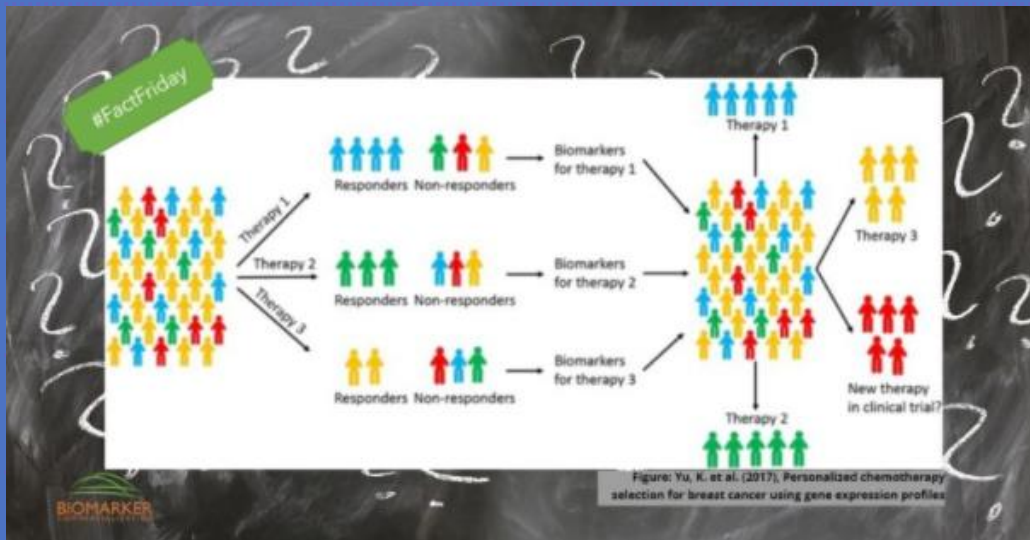 #FactFriday
Therapy 1
Therapy 2
Therapy 3
Responders Non-responders
Biomarkers
for therapy 1
Responders Non-responders
Biomarkers
for therapy 2
Responders Non-responders
Biomarkers
for therapy 3
Therapy 1
Therapy 3
New therapy
in clinical trial?
Therapy 2
Figure: Yu, K. et al. (2017), Personalized chemotherapy
selection for breast cancer using gene expression profiles
BIOMARKER